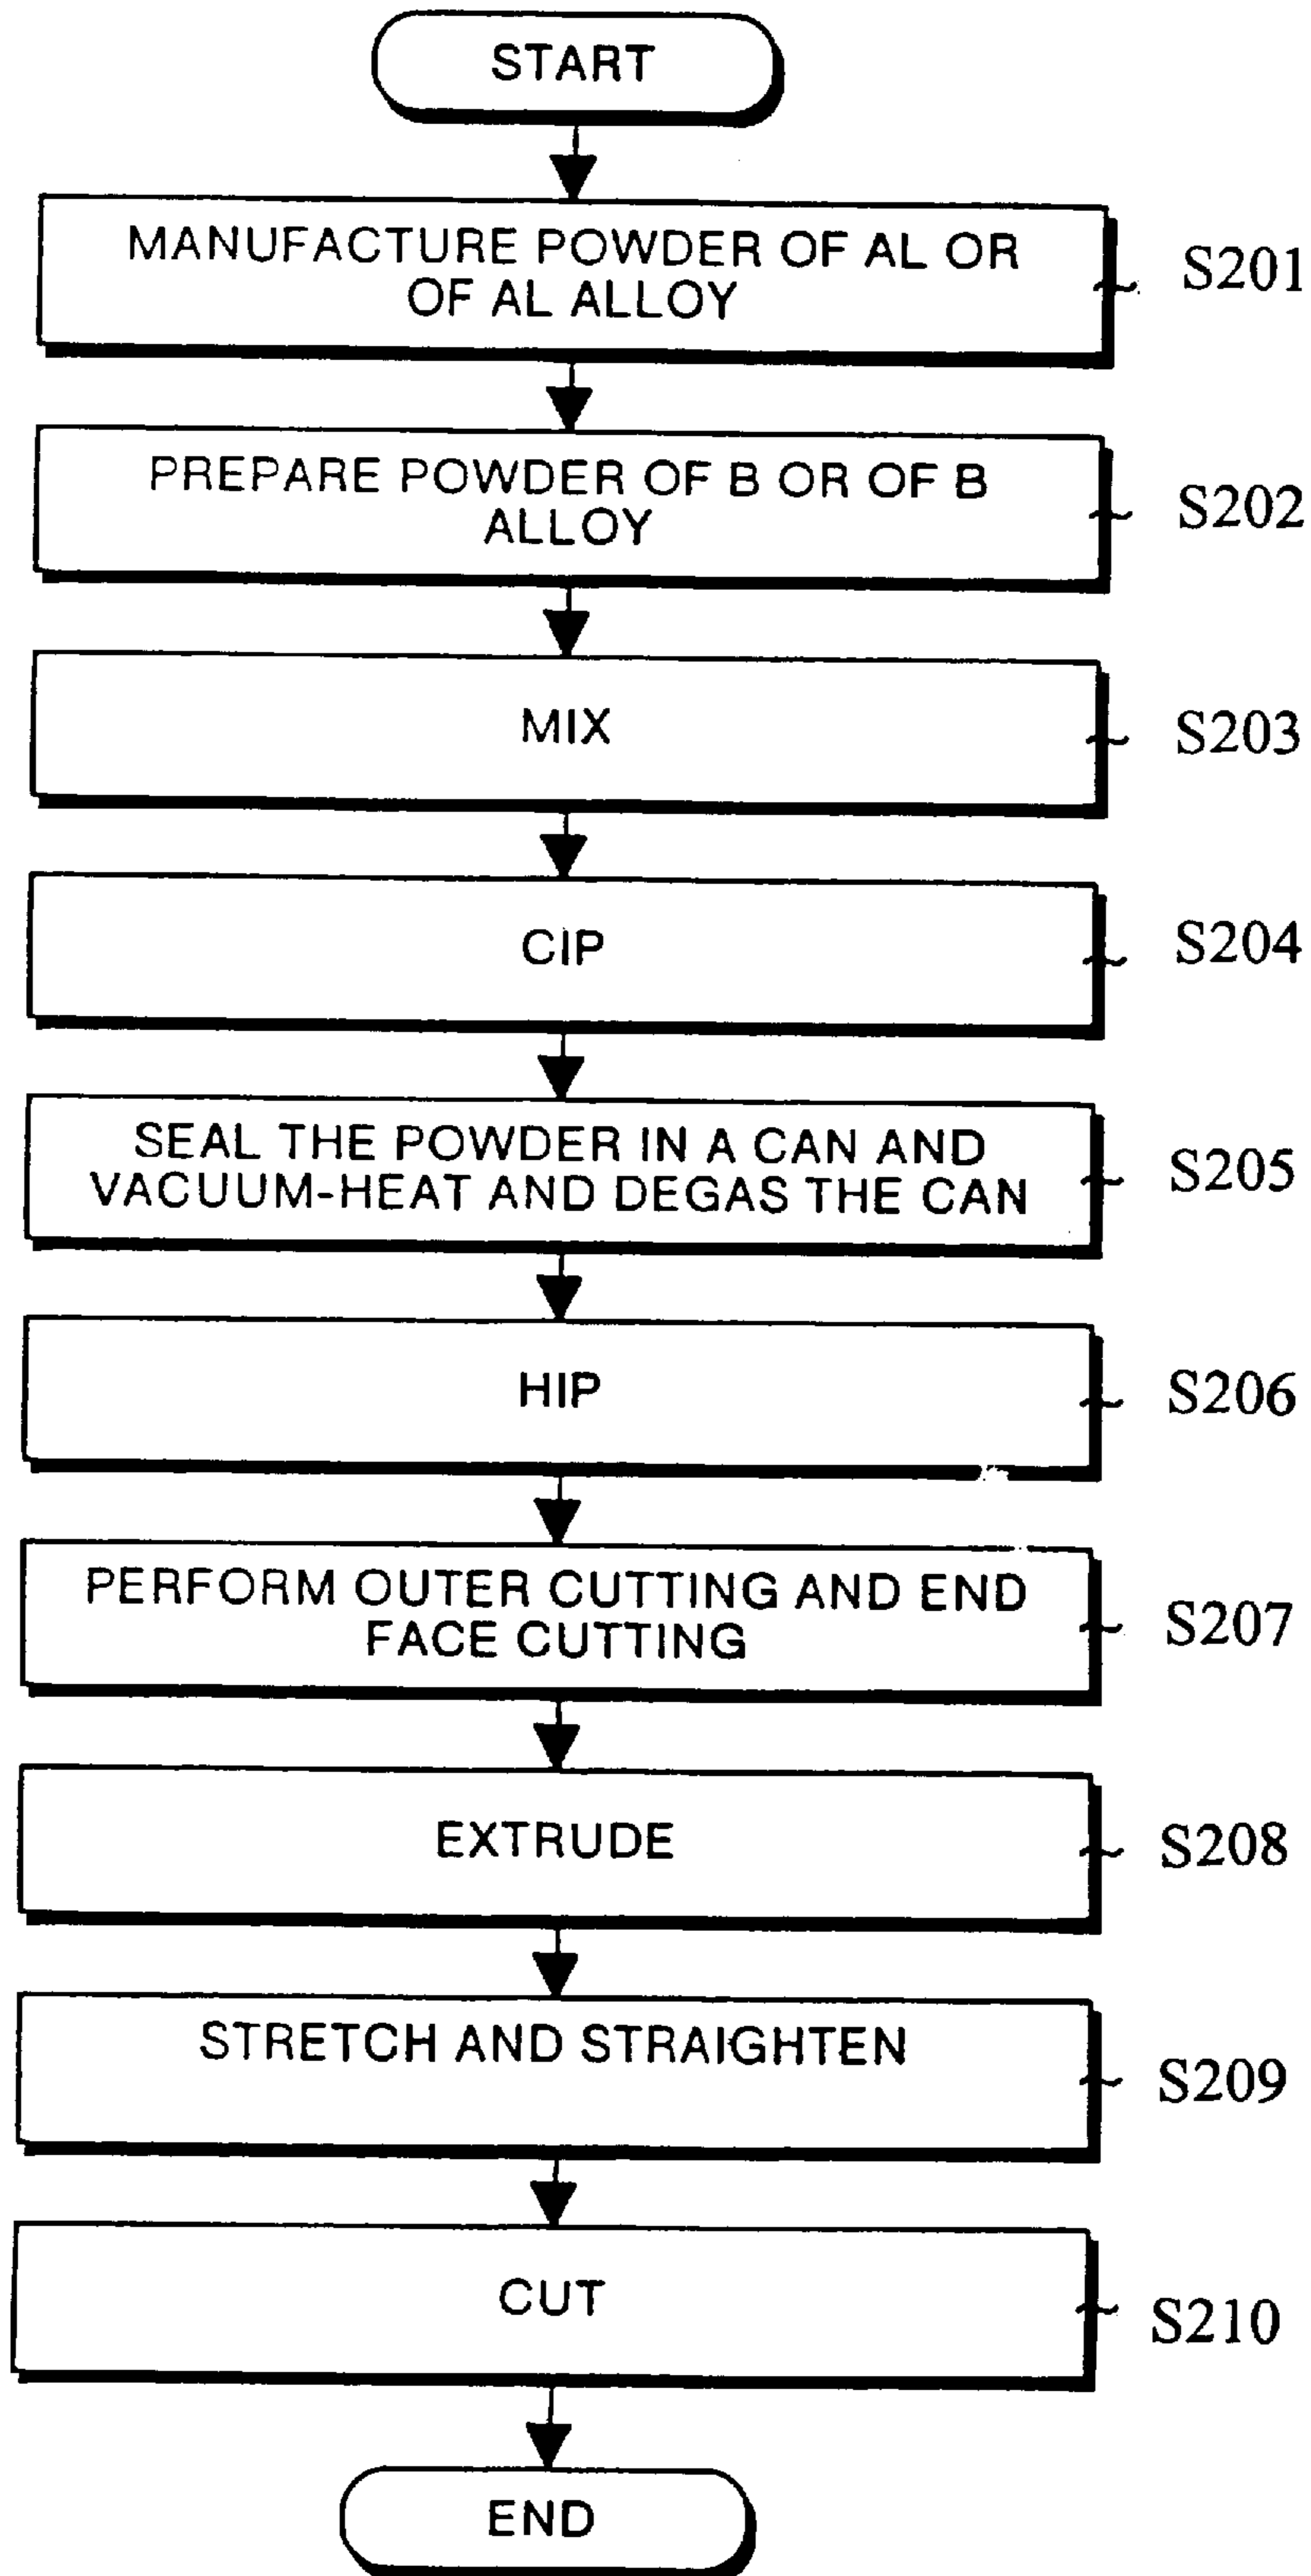 START
MANUFACTURE POWDER OF AL OR
OF AL ALLOY
S201
PREPARE POWDER OF B OR OF B
ALLOY
S202
MIX
S203
CIP
S204
SEAL THE POWDER IN A CAN AND
VACUUM-HEAT AND DEGAS THE CAN
S205
HIP
S206
PERFORM OUTER CUTTING AND END
FACE CUTTING
S207
EXTRUDE
S208
STRETCH AND STRAIGHTEN
S209
CUT
S210
END